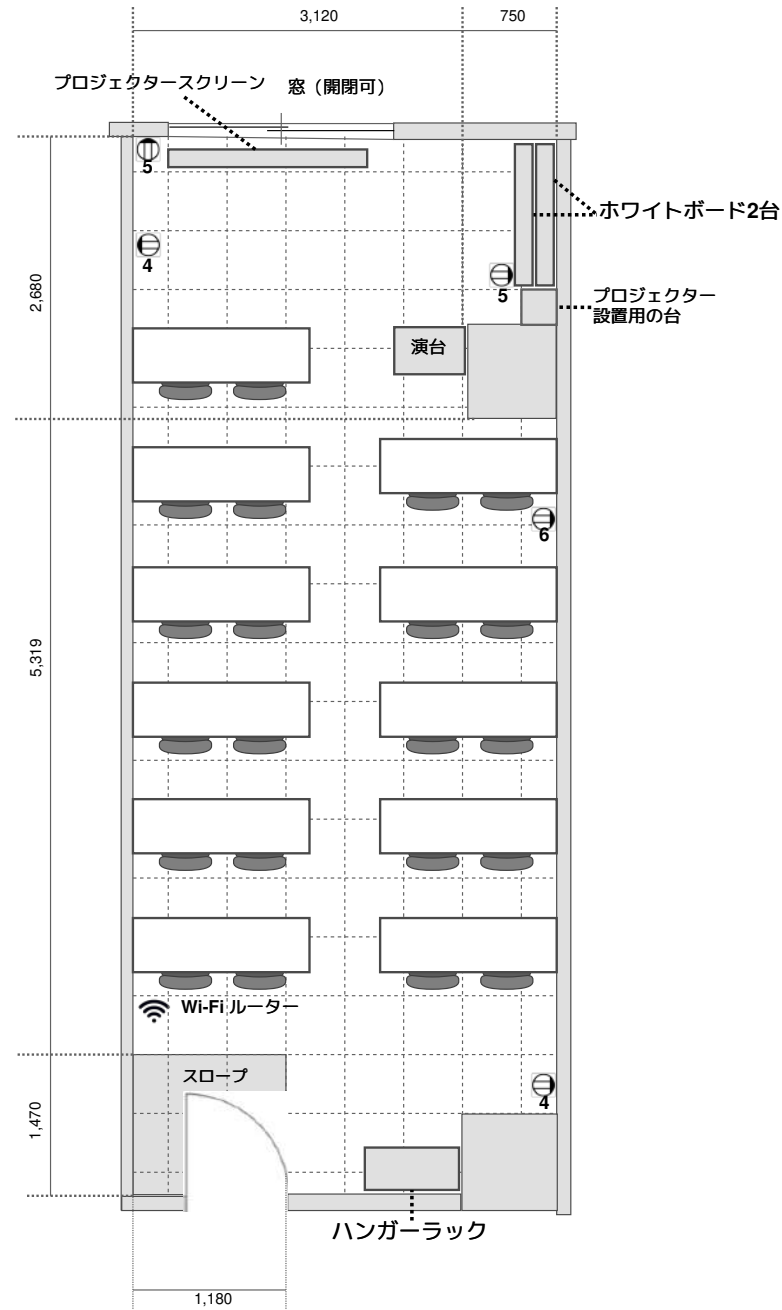 3,120
750
プロジェクタースクリーン
窓（開閉可）
5
ホワイトボード2台
4
5
プロジェクター
設置用の台
2,680
演台
6
5,319
Wi-Fi ルーター
スロープ
4
1,470
ハンガーラック
1,180